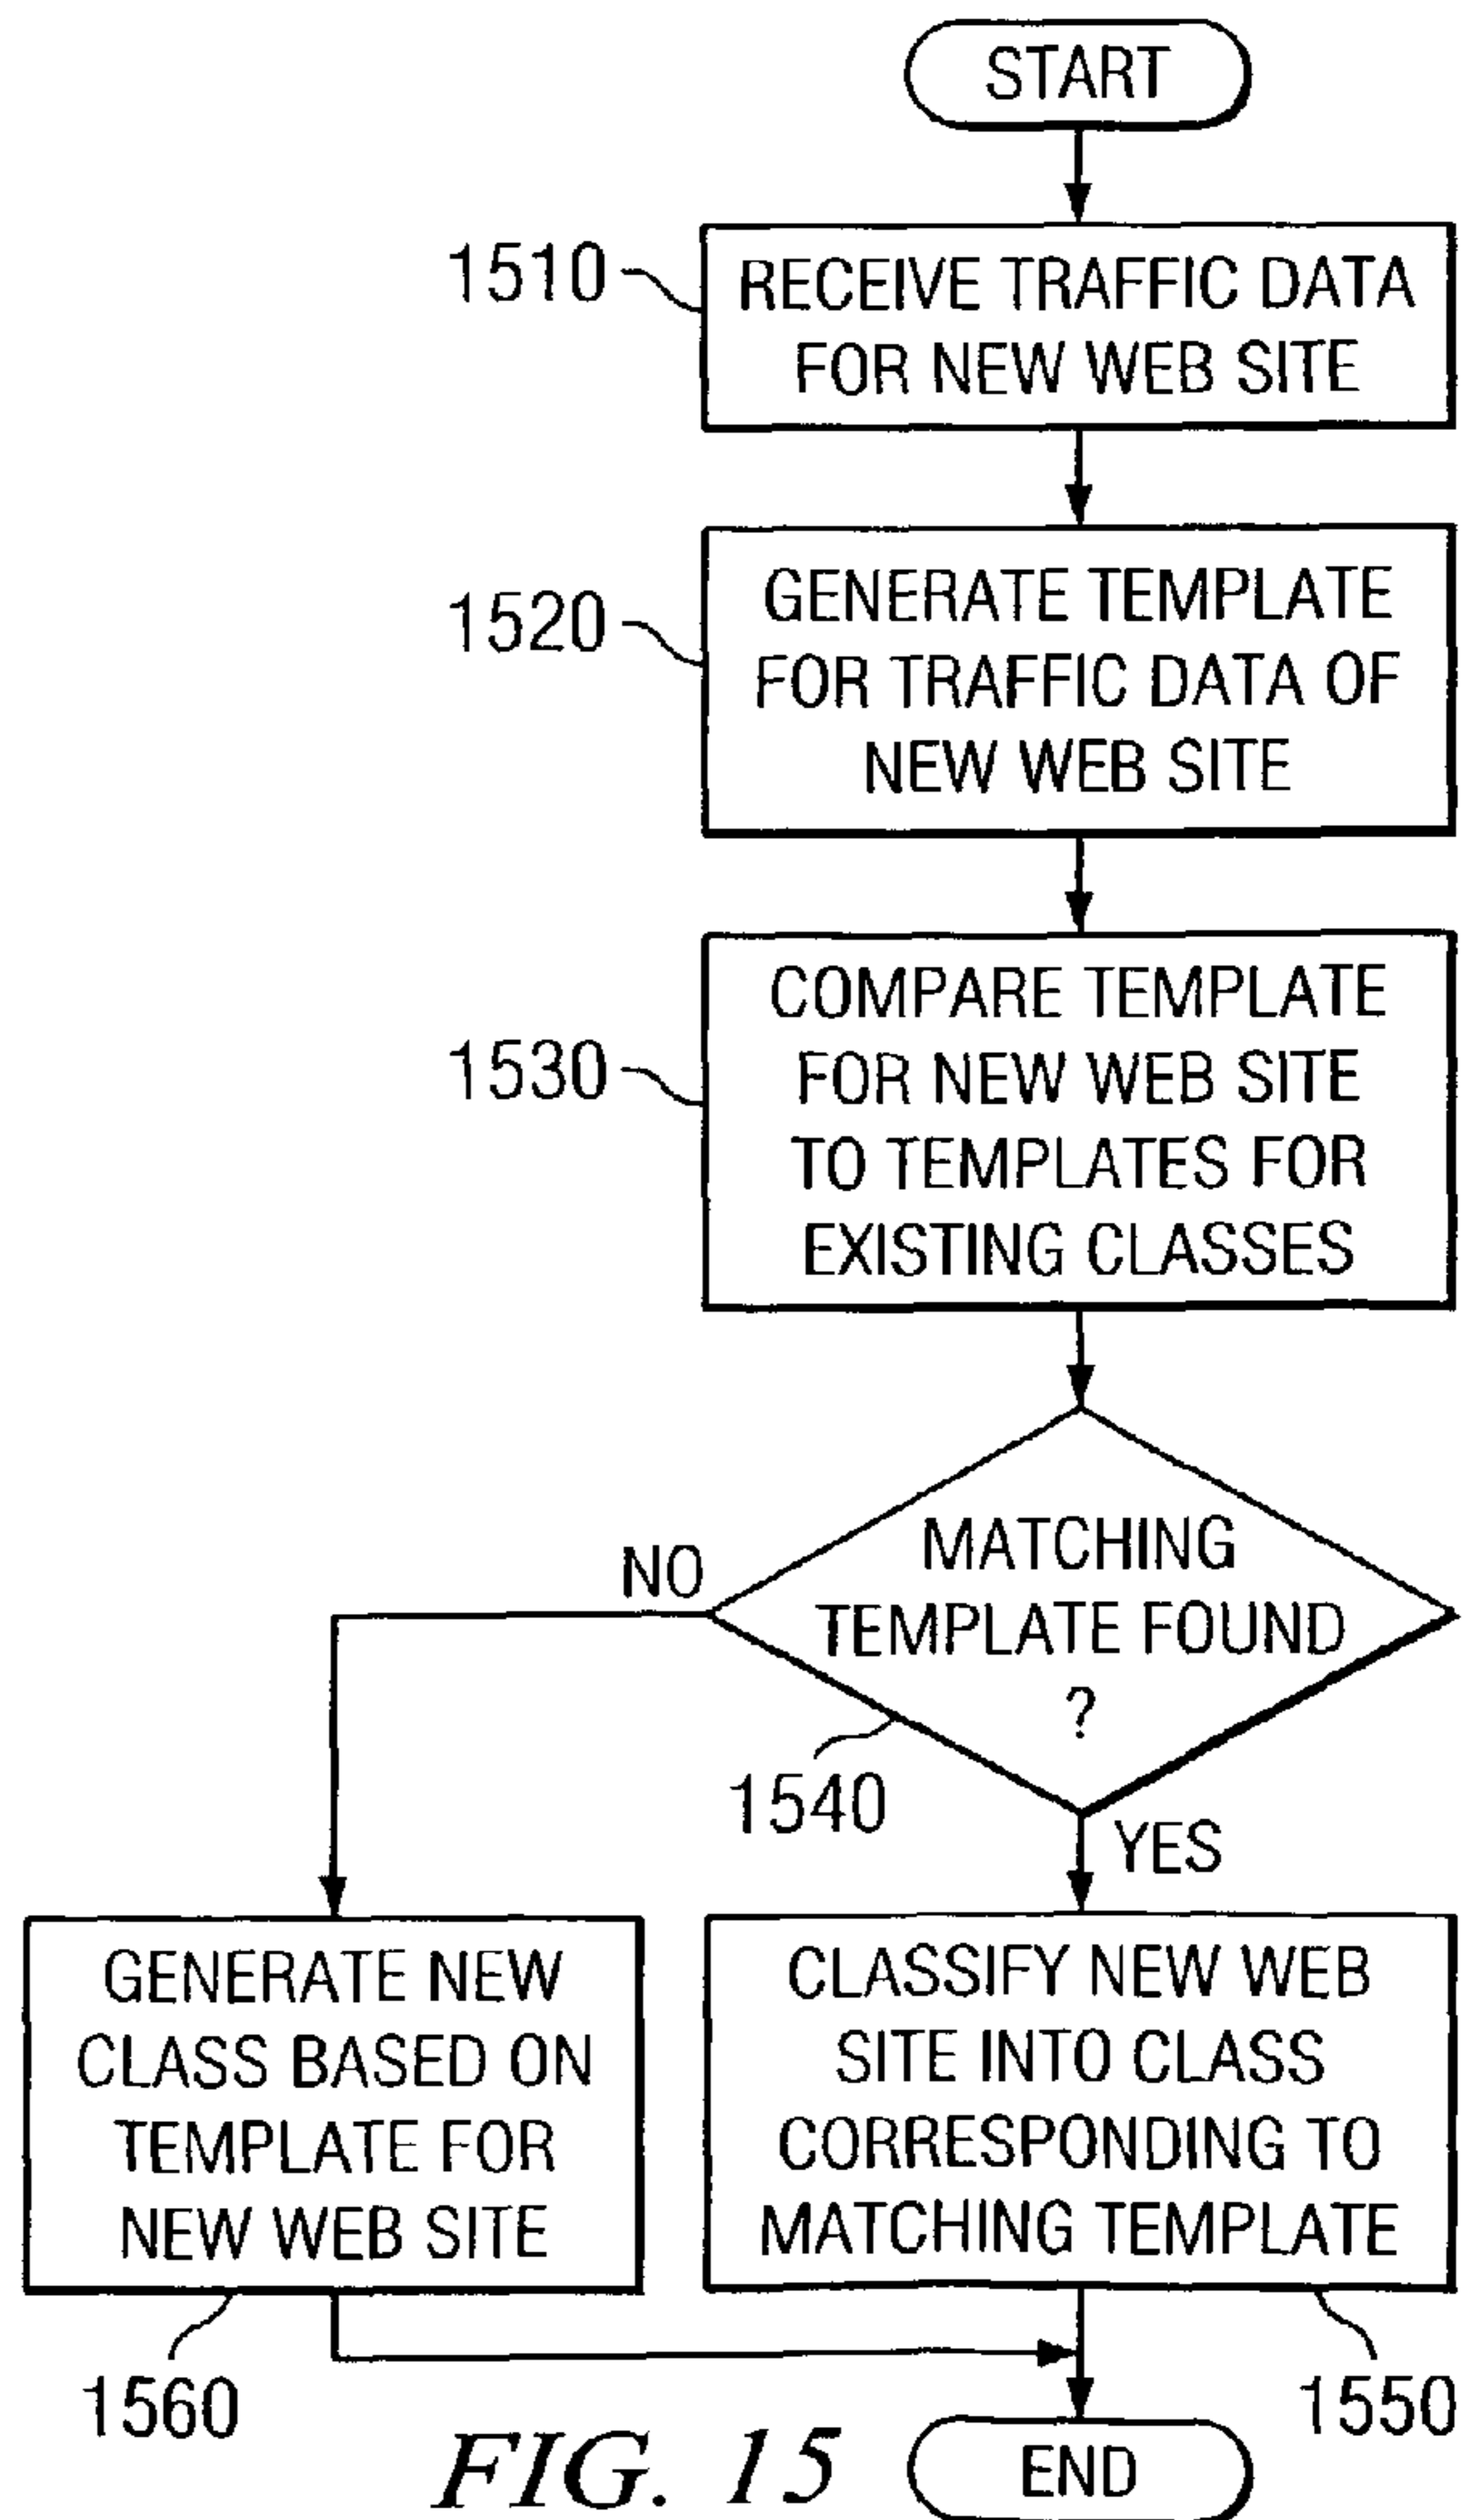 START
1510
RECEIVE TRAFFIC DATA
FOR NEW WEB SITE
1520
GENERATE TEMPLATE
FOR TRAFFIC DATA OF
NEW WEB SITE
1530
COMPARE TEMPLATE
FOR NEW WEB SITE
TO TEMPLATES FOR
EXISTING CLASSES
MATCHING
TEMPLATE FOUND
?
NO
1540
YES
GENERATE NEW
CLASS BASED ON
TEMPLATE FOR
NEW WEB SITE
CLASSIFY NEW WEB
SITE INTO CLASS
CORRESPONDING TO
MATCHING TEMPLATE
1560
1550
END
FIG. 15